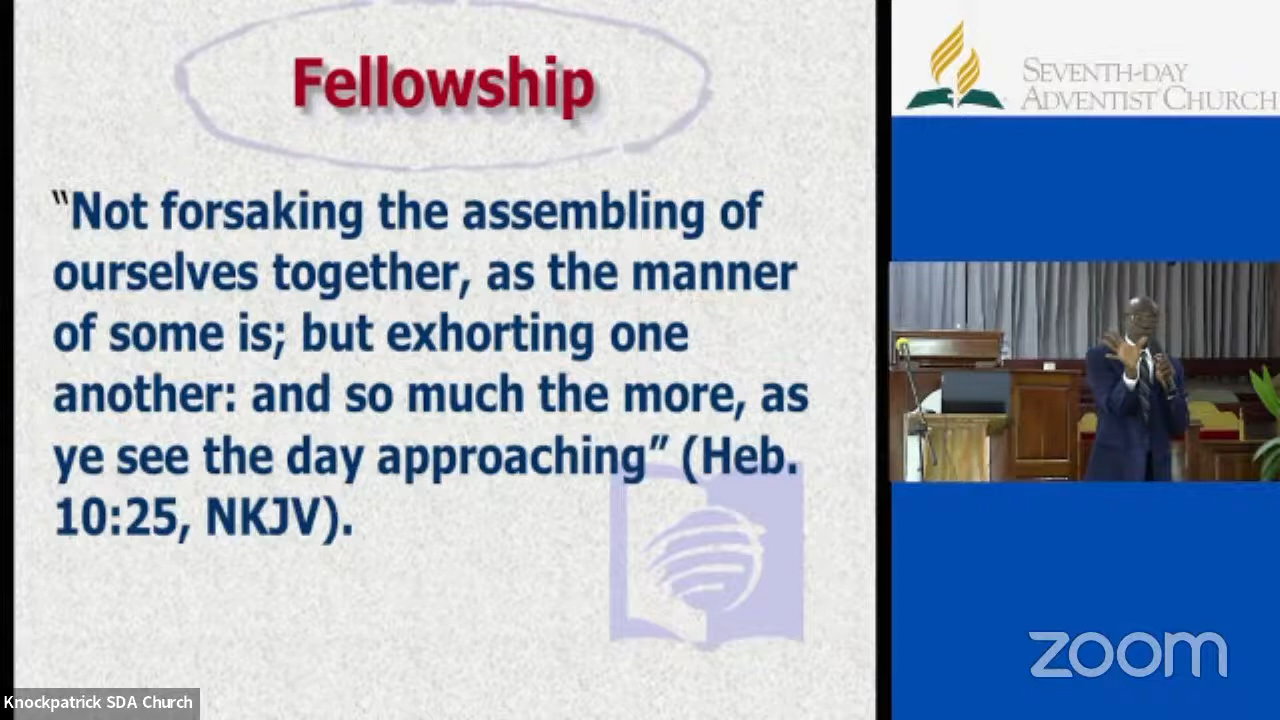 Fellowship
“Not forsaking the assembling of
ourselves together, as the manner
of some is; but exhorting one
another: and so much the more, as
ye see the day approaching” (Heb.
10:25, NKJV).
SEVENTH-DAY
ADVENTIST CHURCH
zoom
Knockpatrick SDA Church